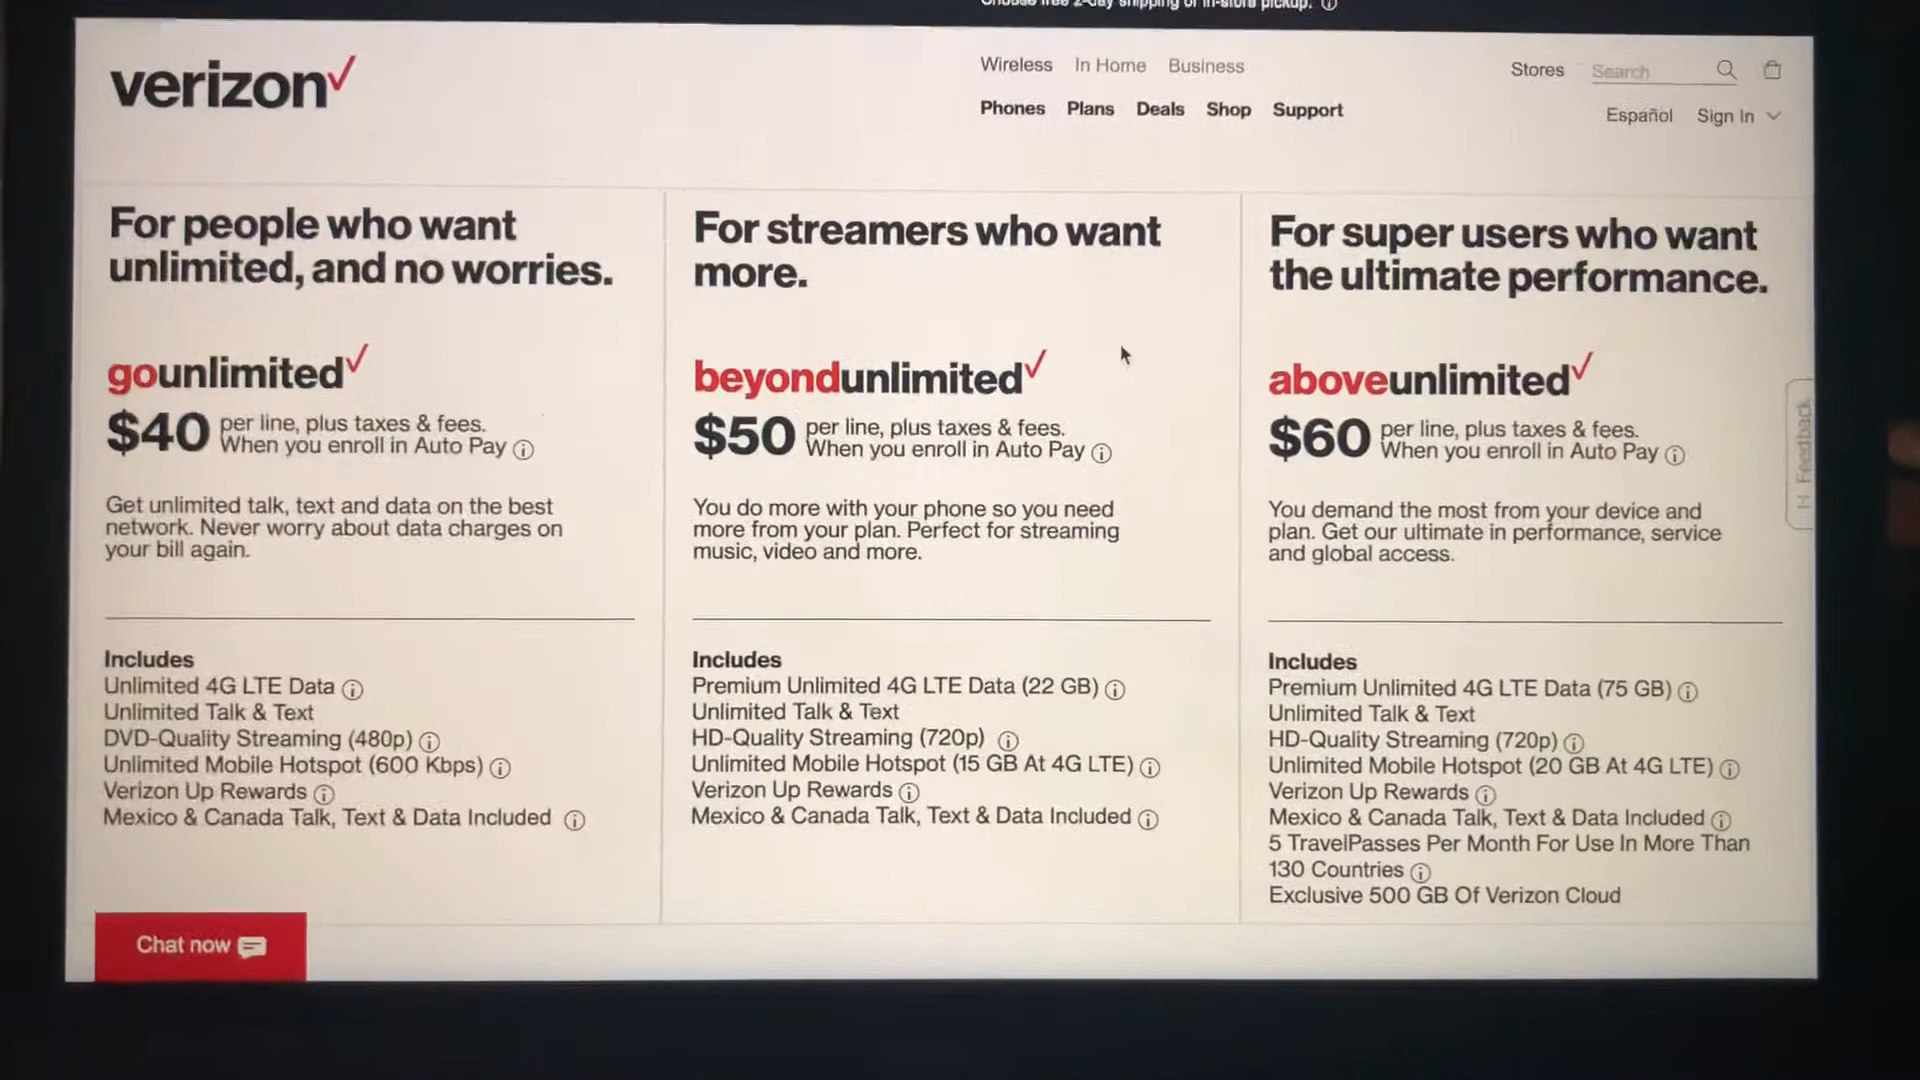 Choose free 2-day shipping or in-store pickup.
verizon
Wireless In Home Business
Stores Search
Phones Plans Deals Shop Support
Español Sign In
For people who want
unlimited, and no worries.
gounlimited
$40 per line, plus taxes & fees.
When you enroll in Auto Pay
Get unlimited talk, text and data on the best
network. Never worry about data charges on
your bill again.
Includes
Unlimited 4G LTE Data
Unlimited Talk & Text
DVD-Quality Streaming (480p)
Unlimited Mobile Hotspot (600 Kbps)
Verizon Up Rewards
Mexico & Canada Talk, Text & Data Included
For streamers who want
more.
beyondunlimited
$50 per line, plus taxes & fees.
When you enroll in Auto Pay
You do more with your phone so you need
more from your plan. Perfect for streaming
music, video and more.
Includes
Premium Unlimited 4G LTE Data (22 GB)
Unlimited Talk & Text
HD-Quality Streaming (720p)
Unlimited Mobile Hotspot (15 GB At 4G LTE)
Verizon Up Rewards
Mexico & Canada Talk, Text & Data Included
For super users who want
the ultimate performance.
aboveunlimited
$60 per line, plus taxes & fees.
When you enroll in Auto Pay
You demand the most from your device and
plan. Get our ultimate in performance, service
and global access.
Includes
Premium Unlimited 4G LTE Data (75 GB)
Unlimited Talk & Text
HD-Quality Streaming (720p)
Unlimited Mobile Hotspot (20 GB At 4G LTE)
Verizon Up Rewards
Mexico & Canada Talk, Text & Data Included
5 TravelPasses Per Month For Use In More Than
130 Countries
Exclusive 500 GB Of Verizon Cloud
Feedback
Chat now